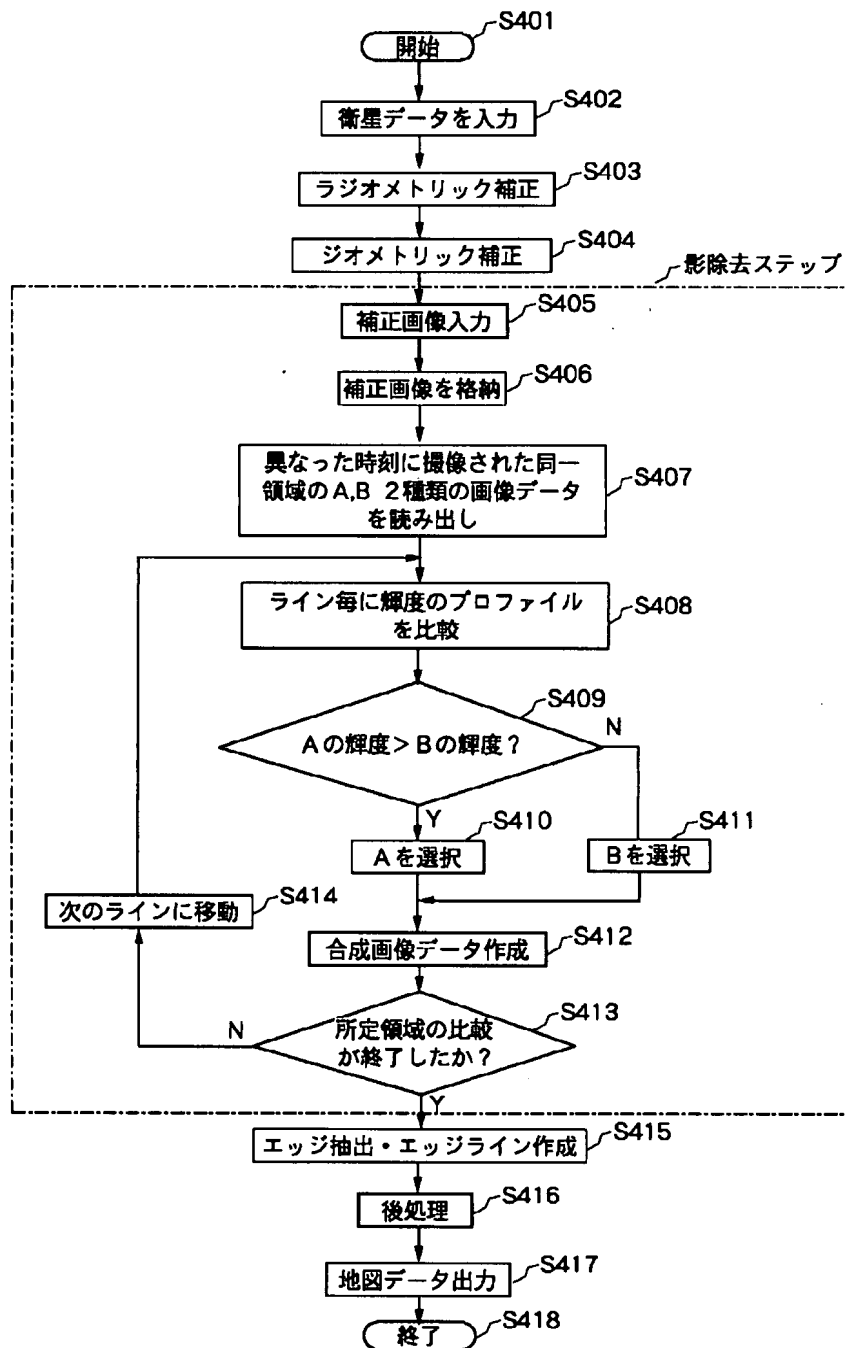 S401
開始
S402
衛星データを入力
S403
ラジオメトリック補正
S404
ジオメトリック補正
影除去ステップ
S405
補正画像入力
S406
補正画像を格納
異なった時刻に撮像された同一
領域のA,B 2種類の画像データ
を読み出し
S407
ライン毎に輝度のプロファイル
を比較
S408
S409
Aの輝度>Bの輝度?
N
Y
S410
Aを選択
S411
Bを選択
S414
次のラインに移動
S412
合成画像データ作成
S413
所定領域の比較
が終了したか?
N
Y
S415
エッジ抽出・エッジライン作成
S416
後処理
S417
地図データ出力
S418
終了